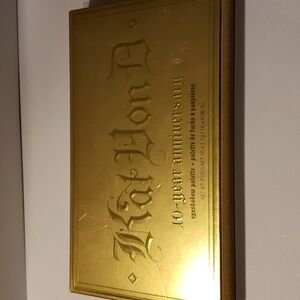 Kat Von D
10-year anniversary
eyeshadow palette • palette de fards à paupières